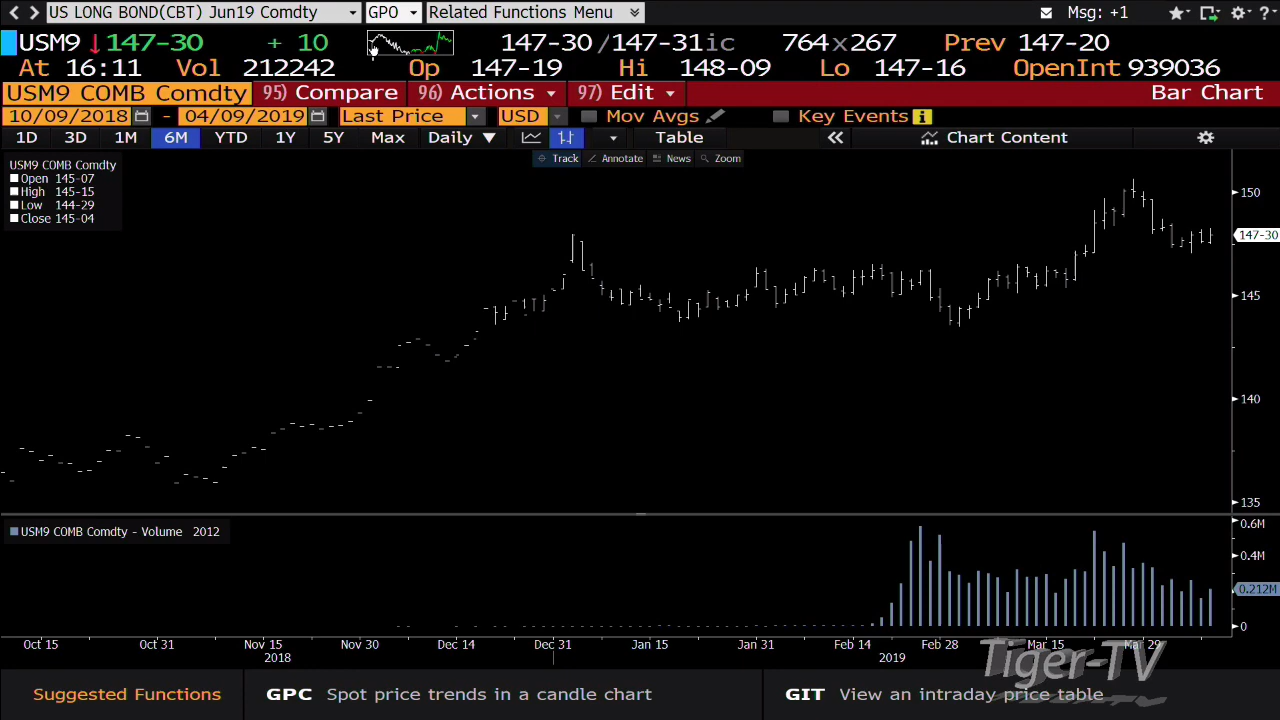 US LONG BOND(CBT) Jun19 Comdty GPO Related Functions Menu Msg: +1
USM9 ↓147-30 + 10 147-30/147-31ic 764x267 Prev 147-20
At 16:11 Vol 212242 Op 147-19 Hi 148-09 Lo 147-16 OpenInt 939036
USM9 COMB Comdty 95) Compare 96) Actions 97) Edit Bar Chart
10/09/2018 - 04/09/2019 Last Price USD Mov Avgs Key Events i
1D 3D 1M 6M YTD 1Y 5Y Max Daily ▼ Table « Chart Content
Track Annotate News Zoom
USM9 COMB Comdty
Open 145-07
High 145-15
Low 144-29
Close 145-04
150
147-30
145
140
135
USM9 COMB Comdty - Volume 2012
0.6M
0.4M
0.212M
0
Oct 15 Oct 31 Nov 15 Nov 30 Dec 14 Dec 31 Jan 15 Jan 31 Feb 14 Feb 28 Mar 15 Mar 29
2018 2019
Tiger-TV
Suggested Functions GPC Spot price trends in a candle chart GIT View an intraday price table